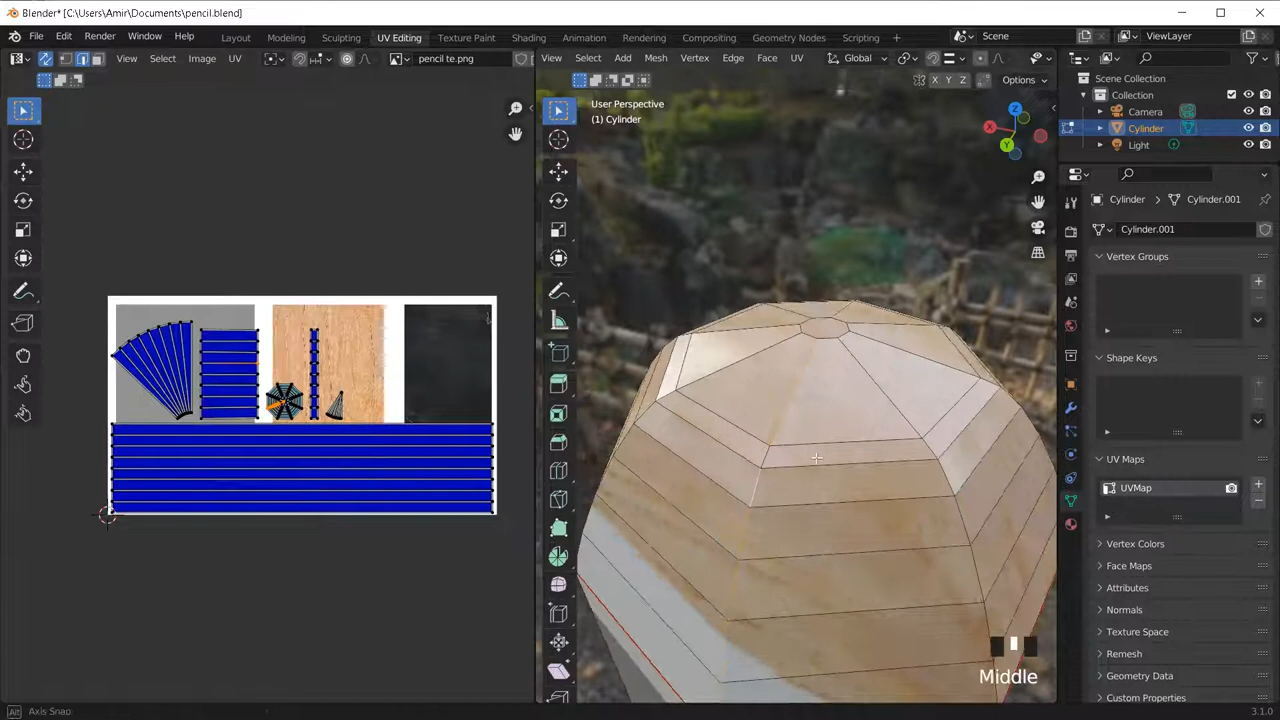 Blender* [C:\Users\Amir\Documents\pencil.blend]
File Edit Render Window Help Layout Modeling Sculpting UV Editing Texture Paint Shading Animation Rendering Compositing Geometry Nodes Scripting + Scene ViewLayer
View Select Image UV pencil te.png View Select Add Mesh Vertex Edge Face UV Global
X Y Z Options
User Perspective
(1) Cylinder
Z
X
Y
Scene Collection
Collection
Camera
Cylinder
Light
Cylinder > Cylinder.001
Cylinder.001
Vertex Groups
Shape Keys
UV Maps
UVMap
Vertex Colors
Face Maps
Attributes
Normals
Texture Space
Remesh
Geometry Data
Custom Properties
Middle
Alt Axis Snap 3.1.0